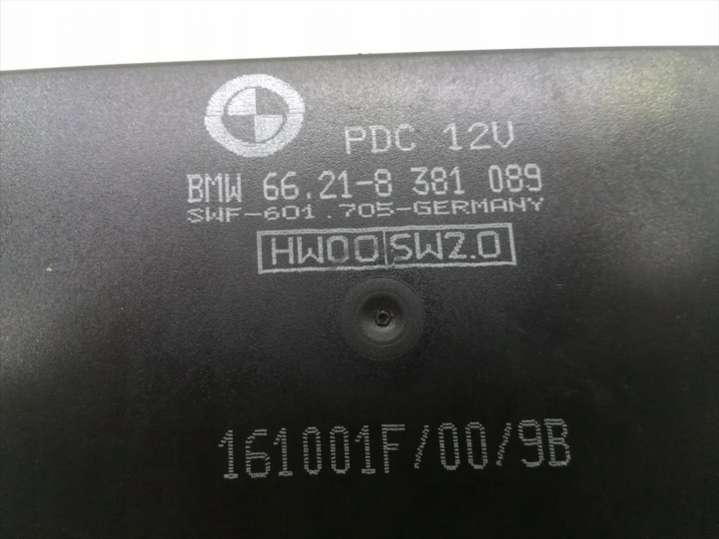 PDC 12V
BMW 66.21-8 381 089
SWF-601.705-GERMANY
HW00 SW2.0
161001F/00/9B